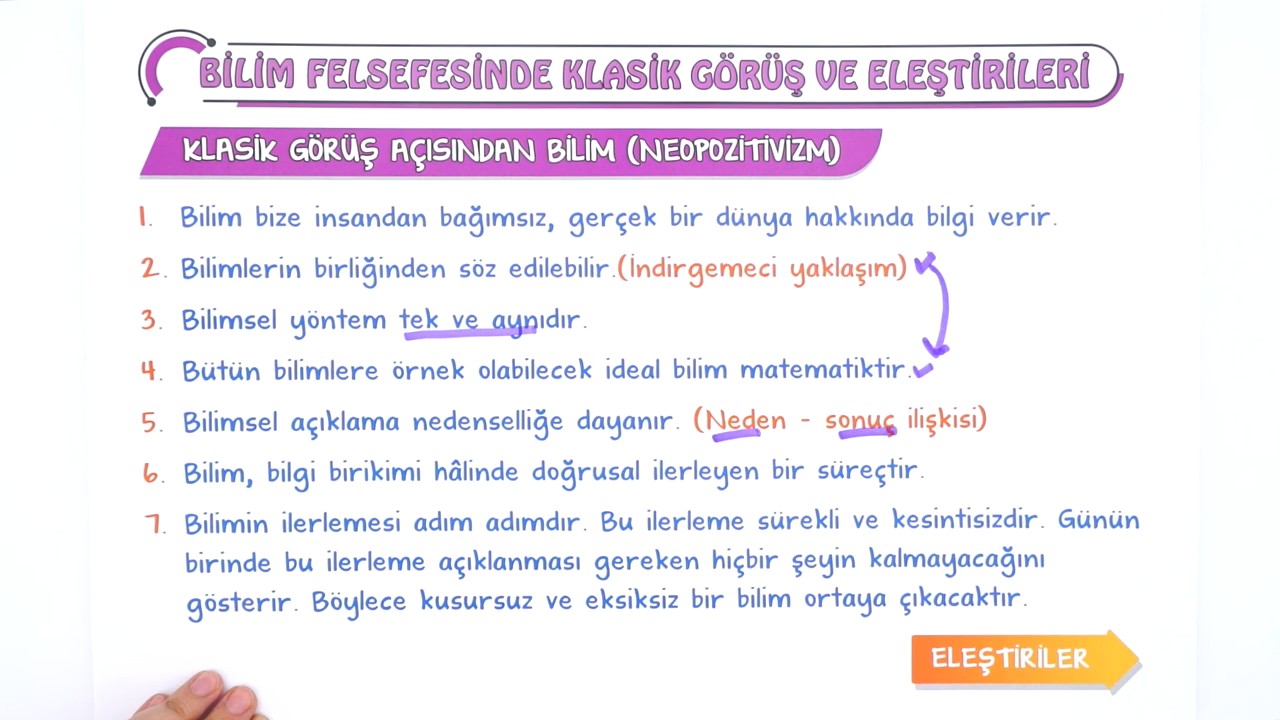 BİLİM FELSEFESİNDE KLASİK GÖRÜŞ VE ELEŞTİRİLERİ
KLASİK GÖRÜŞ AÇISINDAN BİLİM (NEOPOZİTİVİZM)
1. Bilim bize insandan bağımsız, gerçek bir dünya hakkında bilgi verir.
2. Bilimlerin birliğinden söz edilebilir.(İndirgemeci yaklaşım)
3. Bilimsel yöntem tek ve aynıdır.
4. Bütün bilimlere örnek olabilecek ideal bilim matematiktir.
5. Bilimsel açıklama nedenselliğe dayanır. (Neden - sonuç ilişkisi)
6. Bilim, bilgi birikimi hâlinde doğrusal ilerleyen bir süreçtir.
7. Bilimin ilerlemesi adım adımdır. Bu ilerleme sürekli ve kesintisizdir. Günün
birinde bu ilerleme açıklanması gereken hiçbir şeyin kalmayacağını
gösterir. Böylece kusursuz ve eksiksiz bir bilim ortaya çıkacaktır.
ELEŞTİRİLER